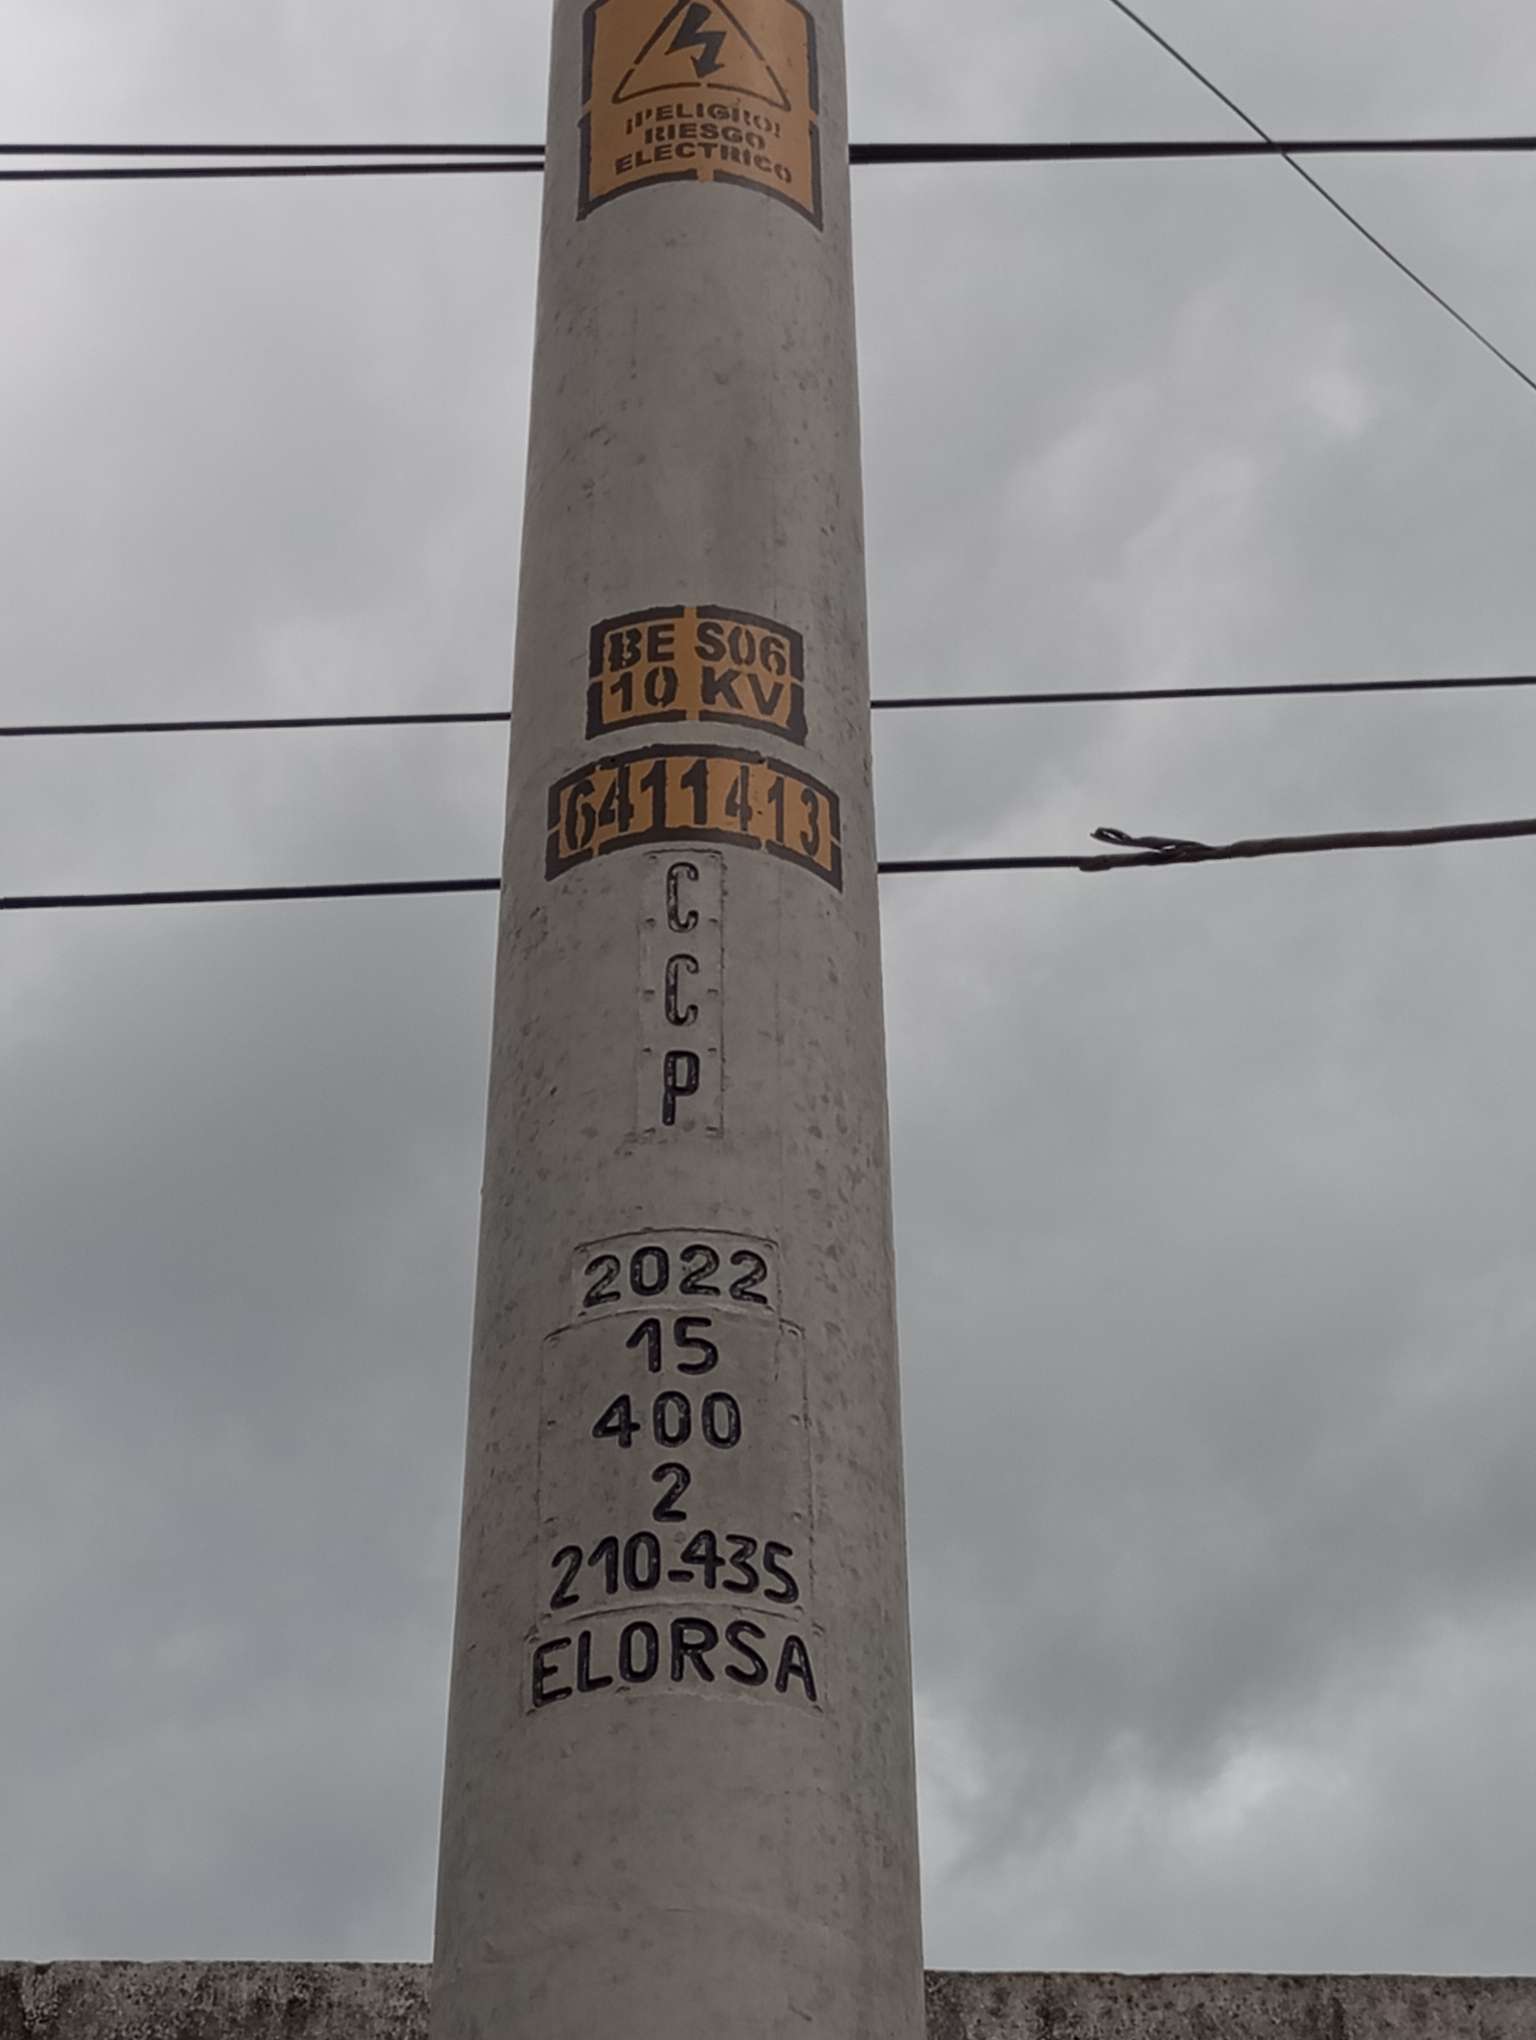 ¡PELIGRO!
RIESGO
ELECTRICO
BE S06
10 KV
6411413
C
C
P
2022
15
400
2
210-435
ELORSA